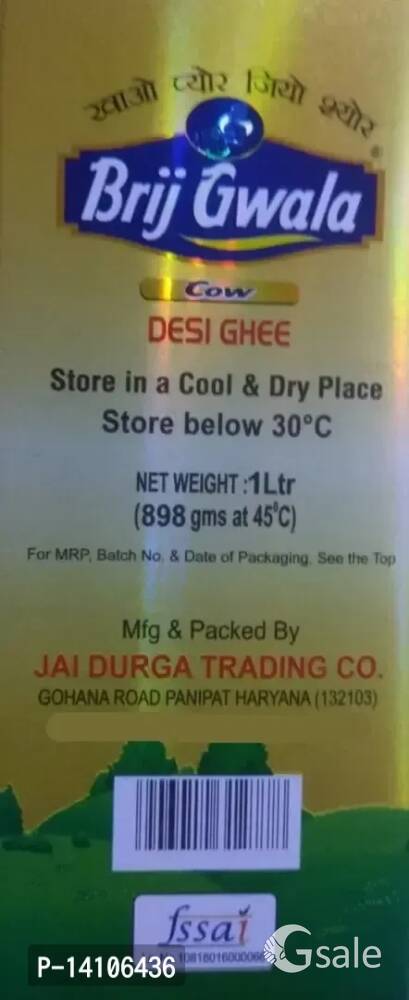 खाओ प्योर जियो श्योर
®
Brij Gwala
Cow
DESI GHEE
Store in a Cool & Dry Place
Store below 30°C
NET WEIGHT :1Ltr
(898 gms at 45°C)
For MRP, Batch No. & Date of Packaging, See the Top
Mfg & Packed By
JAI DURGA TRADING CO.
GOHANA ROAD PANIPAT HARYANA (132103)
fssai
P-14106436
Gsale